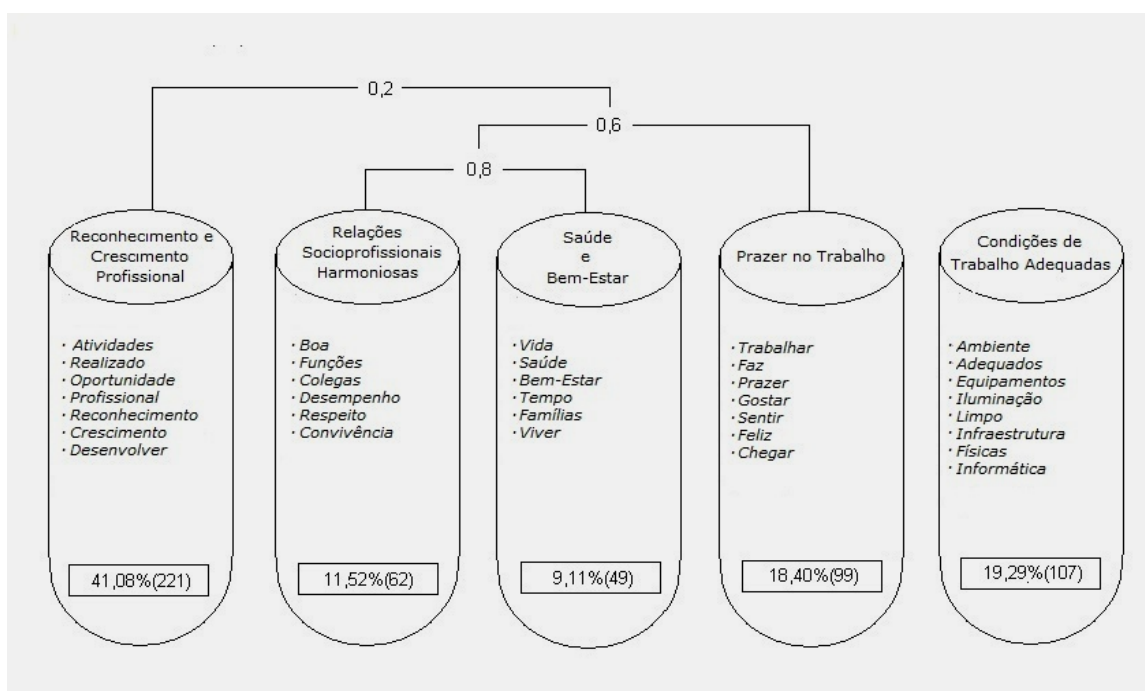 0,2
0,6
0,8
Reconhecimento e
Crescimento
Profissional
· Atividades
· Realizado
· Oportunidade
· Profissional
· Reconhecimento
· Crescimento
· Desenvolver
41,08%(221)
Relações
Socioprofissionais
Harmoniosas
· Boa
· Funções
· Colegas
· Desempenho
· Respeito
· Convivência
11,52%(62)
Saúde
e
Bem-Estar
· Vida
· Saúde
· Bem-Estar
· Tempo
· Famílias
· Viver
9,11%(49)
Prazer no Trabalho
· Trabalhar
· Faz
· Prazer
· Gostar
· Sentir
· Feliz
· Chegar
18,40%(99)
Condições de
Trabalho Adequadas
· Ambiente
· Adequados
· Equipamentos
· Iluminação
· Limpo
· Infraestrutura
· Físicas
· Informática
19,29%(107)